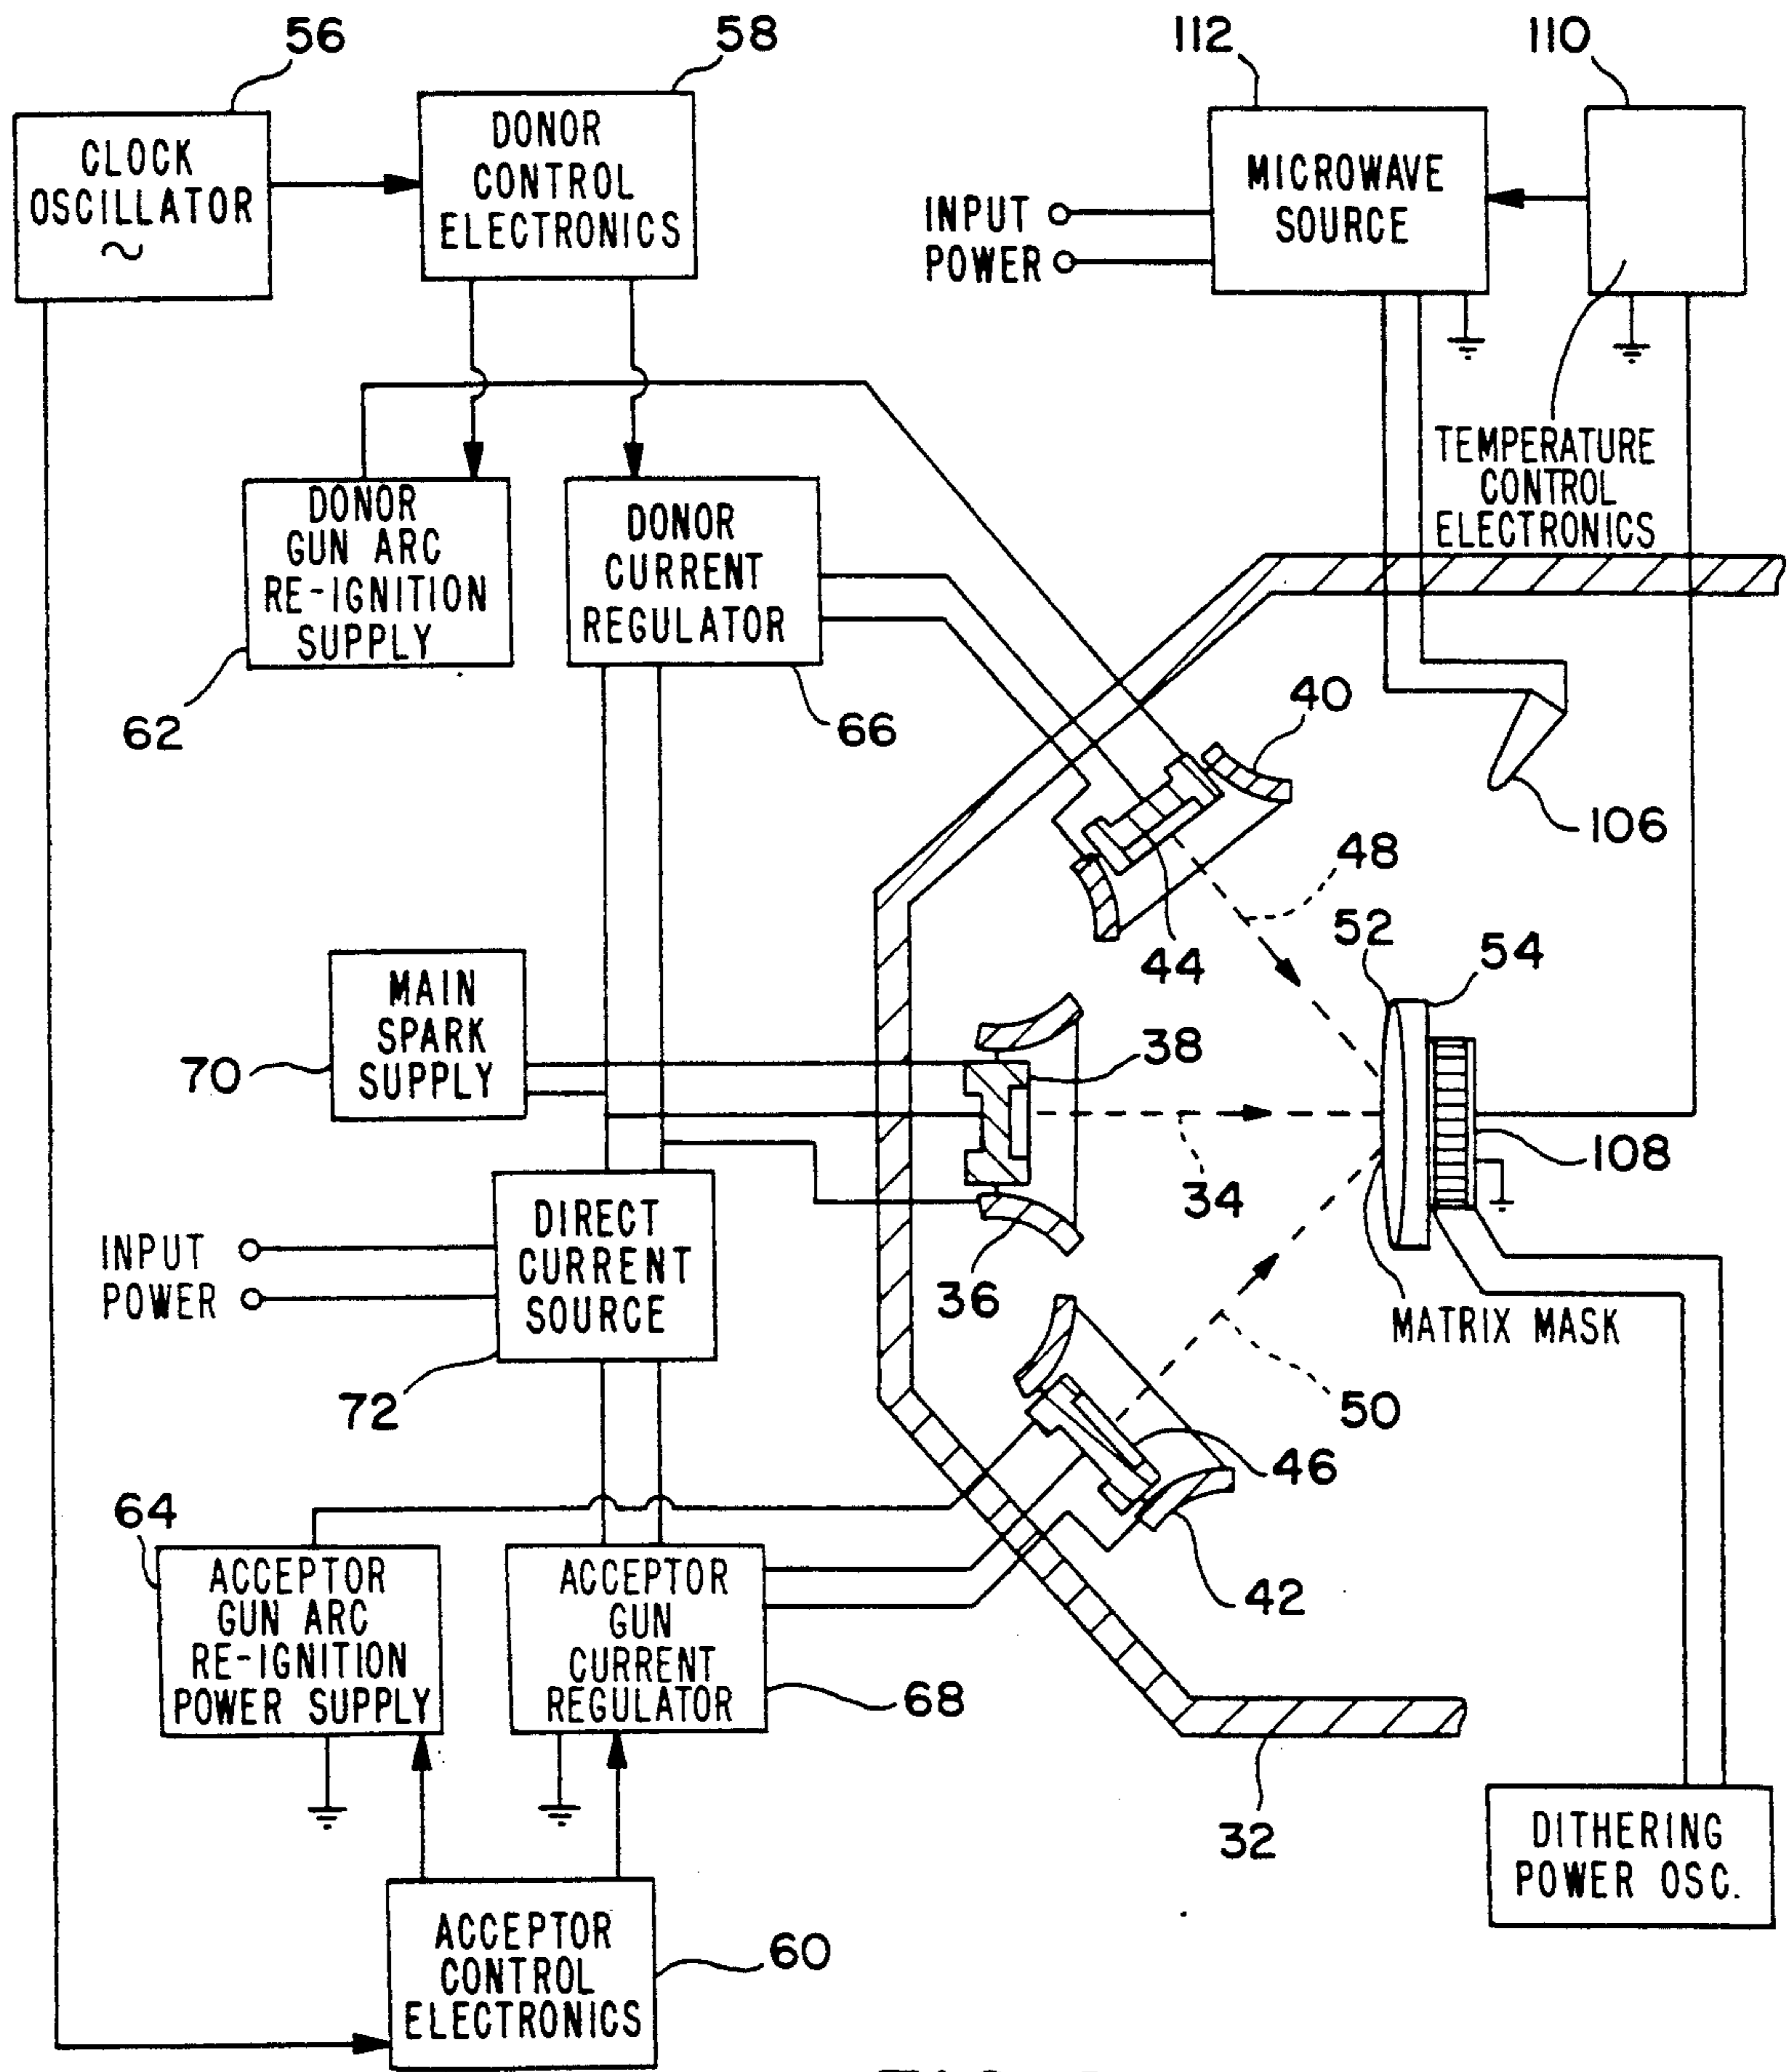 56
58
112
110
CLOCK
OSCILLATOR
~
DONOR
CONTROL
ELECTRONICS
MICROWAVE
SOURCE
INPUT
POWER
TEMPERATURE
CONTROL
ELECTRONICS
DONOR
GUN ARC
RE-IGNITION
SUPPLY
DONOR
CURRENT
REGULATOR
62
66
40
106
48
44
52
54
MAIN
SPARK
SUPPLY
70
38
34
108
36
INPUT
POWER
DIRECT
CURRENT
SOURCE
72
MATRIX MASK
50
46
42
64
ACCEPTOR
GUN ARC
RE-IGNITION
POWER SUPPLY
ACCEPTOR
GUN
CURRENT
REGULATOR
68
32
DITHERING
POWER OSC.
ACCEPTOR
CONTROL
ELECTRONICS
60